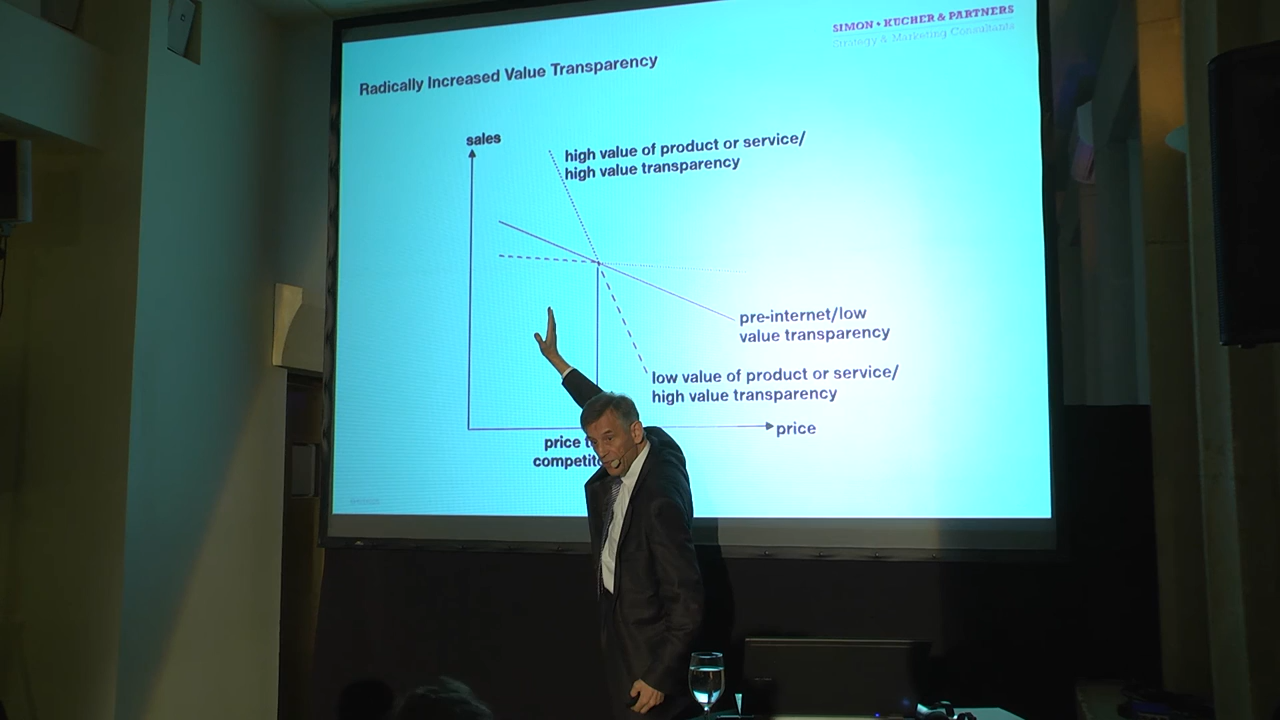 SIMON • KUCHER & PARTNERS
Strategy & Marketing Consultants
Radically Increased Value Transparency
sales
high value of product or service/
high value transparency
pre-internet/low
value transparency
low value of product or service/
high value transparency
price
price